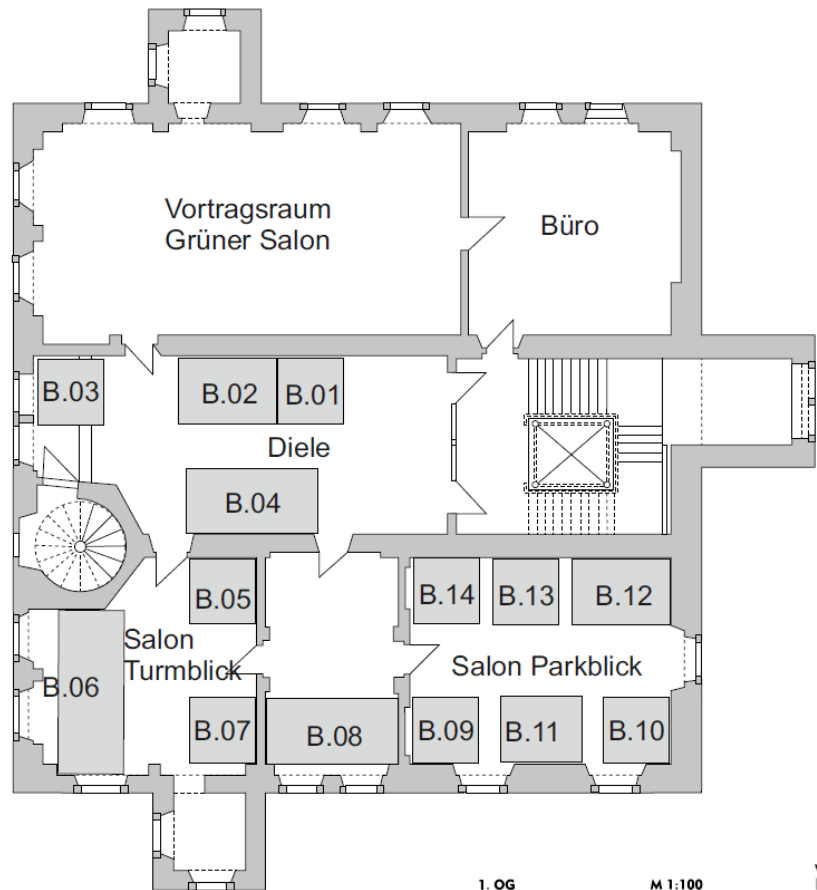 Vortragsraum
Grüner Salon
Büro
B.03
B.02
B.01
Diele
B.04
B.05
B.14
B.13
B.12
Salon
Turmblick
Salon Parkblick
B.06
B.07
B.08
B.09
B.11
B.10
1. OG
M 1:100